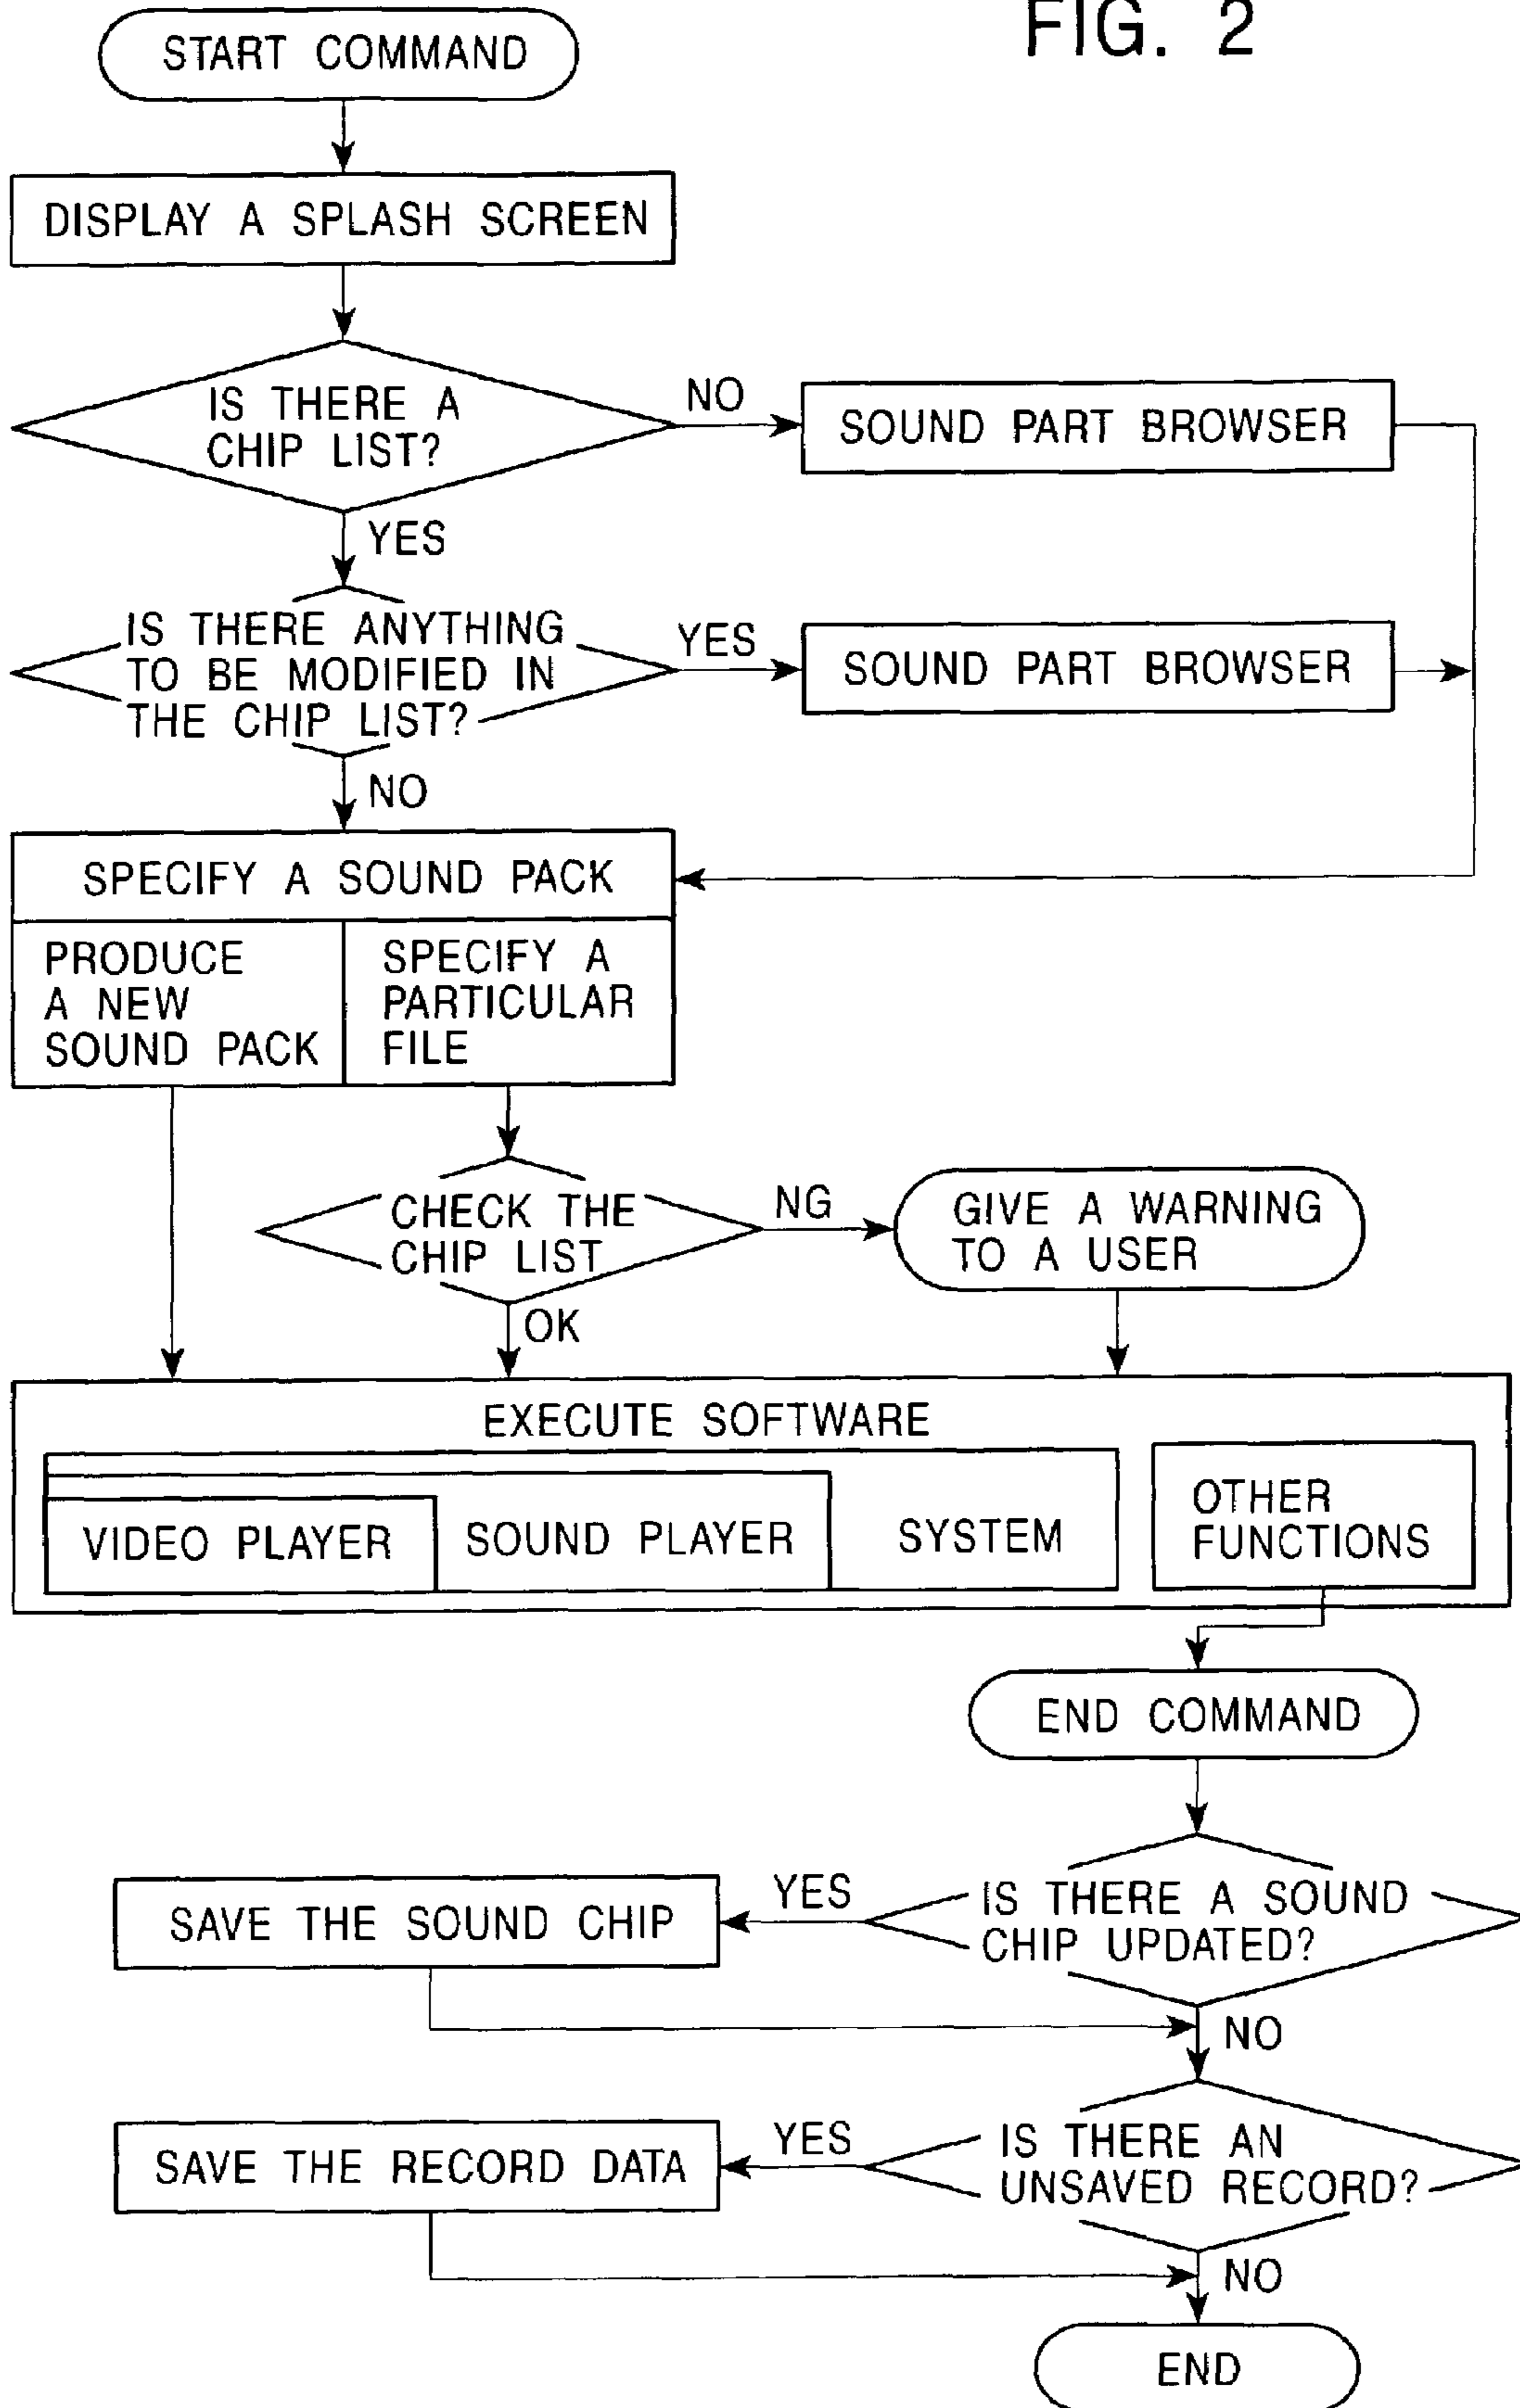 FIG. 2
START COMMAND
DISPLAY A SPLASH SCREEN
IS THERE A
CHIP LIST?
NO
SOUND PART BROWSER
YES
IS THERE ANYTHING
TO BE MODIFIED IN
THE CHIP LIST?
YES
SOUND PART BROWSER
NO
SPECIFY A SOUND PACK
PRODUCE
A NEW
SOUND PACK
SPECIFY A
PARTICULAR
FILE
CHECK THE
CHIP LIST
NG
GIVE A WARNING
TO A USER
OK
EXECUTE SOFTWARE
VIDEO PLAYER
SOUND PLAYER
SYSTEM
OTHER
FUNCTIONS
END COMMAND
IS THERE A SOUND
CHIP UPDATED?
YES
SAVE THE SOUND CHIP
NO
IS THERE AN
UNSAVED RECORD?
YES
SAVE THE RECORD DATA
NO
END